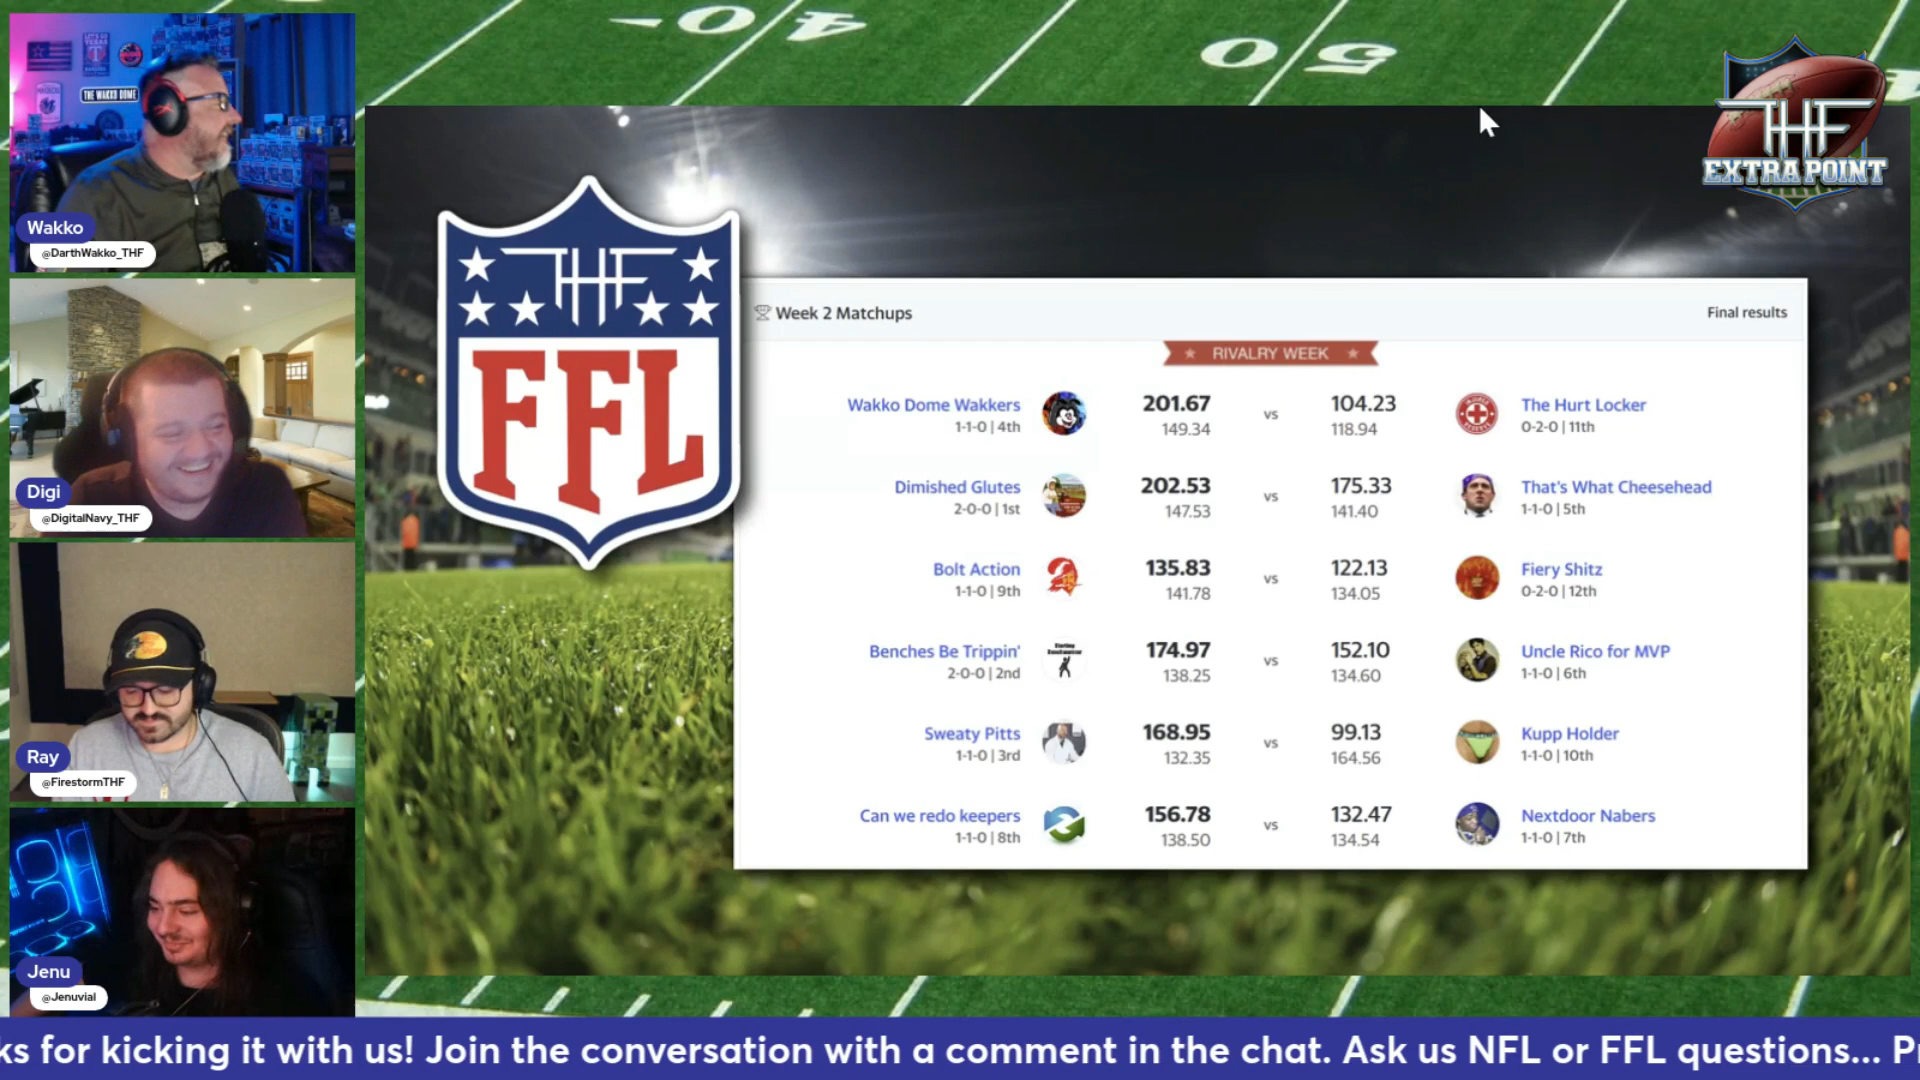 THE WAKKO DOME
Wakko
@DarthWakko_THF
Digi
@DigitalNavy_THF
Ray
@FirestormTHF
Jenu
@Jenuvial
40
50
THF
EXTRA POINT
THF
FFL
Week 2 Matchups
Final results
RIVALRY WEEK
Wakko Dome Wakkers 201.67 vs 104.23 The Hurt Locker
1-1-0 | 4th 149.34 118.94 0-2-0 | 11th
Dimished Glutes 202.53 vs 175.33 That's What Cheesehead
2-0-0 | 1st 147.53 141.40 1-1-0 | 5th
Bolt Action 135.83 vs 122.13 Fiery Shitz
1-1-0 | 9th 141.78 134.05 0-2-0 | 12th
Benches Be Trippin' 174.97 vs 152.10 Uncle Rico for MVP
2-0-0 | 2nd 138.25 134.60 1-1-0 | 6th
Sweaty Pitts 168.95 vs 99.13 Kupp Holder
1-1-0 | 3rd 132.35 164.56 1-1-0 | 10th
Can we redo keepers 156.78 vs 132.47 Nextdoor Nabers
1-1-0 | 8th 138.50 134.54 1-1-0 | 7th
ks for kicking it with us! Join the conversation with a comment in the chat. Ask us NFL or FFL questions... Pr